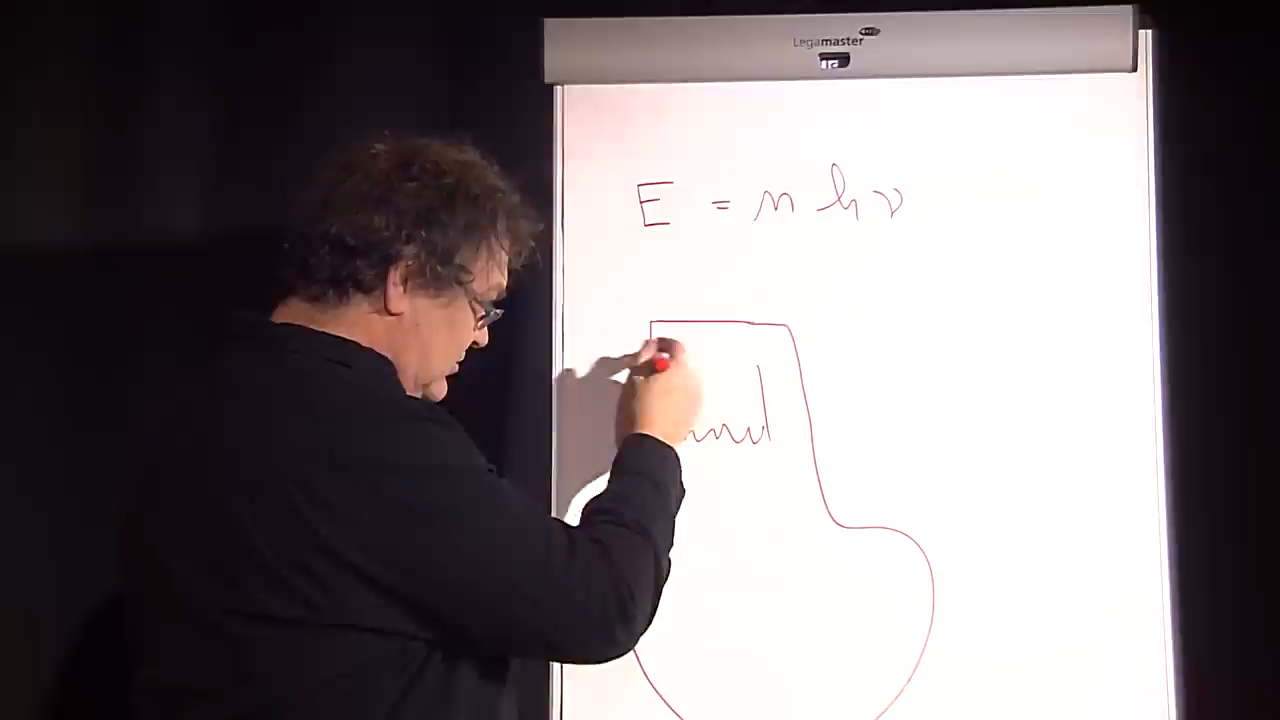 Legamaster
E = n h ν